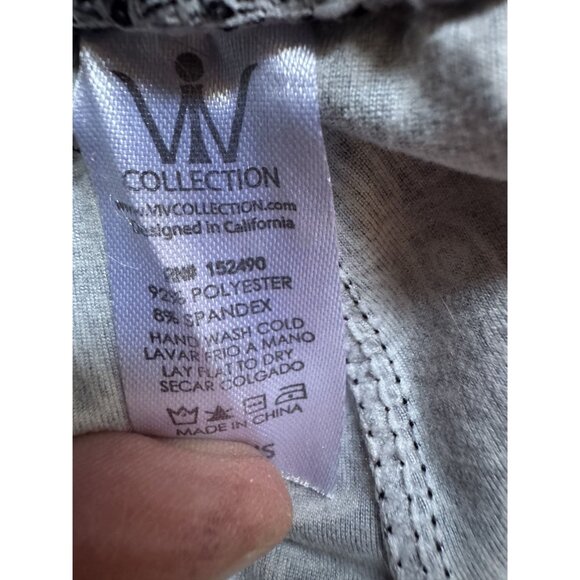 VIV
COLLECTION
www.VIVCOLLECTION.com
Designed in California
RN# 152490
92% POLYESTER
8% SPANDEX
HAND WASH COLD
LAVAR FRIO A MANO
LAY FLAT TO DRY
SECAR COLGADO
MADE IN CHINA